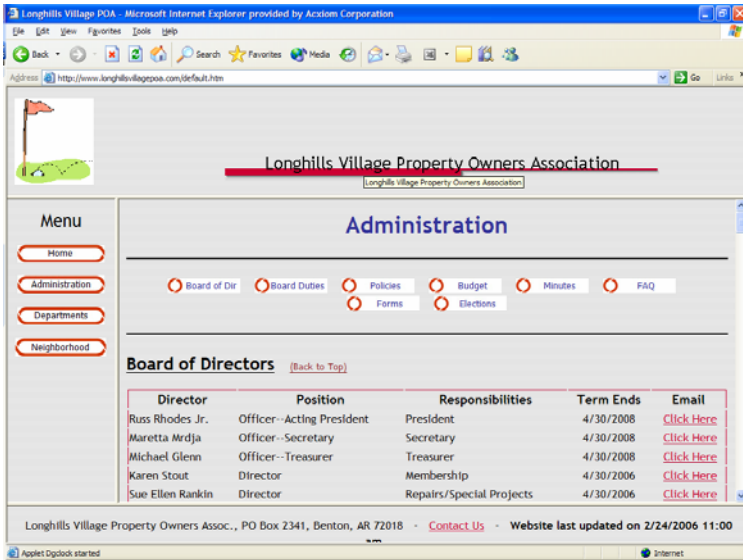 Longhills Village POA - Microsoft Internet Explorer provided by Acxiom Corporation
File Edit View Favorites Tools Help
Back Search Favorites Media
Address http://www.longhillsvillagepoa.com/default.htm Go Links
Longhills Village Property Owners Association
Longhills Village Property Owners Association
Menu
Home
Administration
Departments
Neighborhood
Administration
Board of Dir Board Duties Policies Budget Minutes FAQ
Forms Elections
Board of Directors (Back to Top)
Director Position Responsibilities Term Ends Email
Russ Rhodes Jr. Officer--Acting President President 4/30/2008 Click Here
Maretta Mrdja Officer--Secretary Secretary 4/30/2008 Click Here
Michael Glenn Officer--Treasurer Treasurer 4/30/2008 Click Here
Karen Stout Director Membership 4/30/2006 Click Here
Sue Ellen Rankin Director Repairs/Special Projects 4/30/2006 Click Here
Longhills Village Property Owners Assoc., PO Box 2341, Benton, AR 72018 - Contact Us - Website last updated on 2/24/2006 11:00
Applet Dgclock started Internet